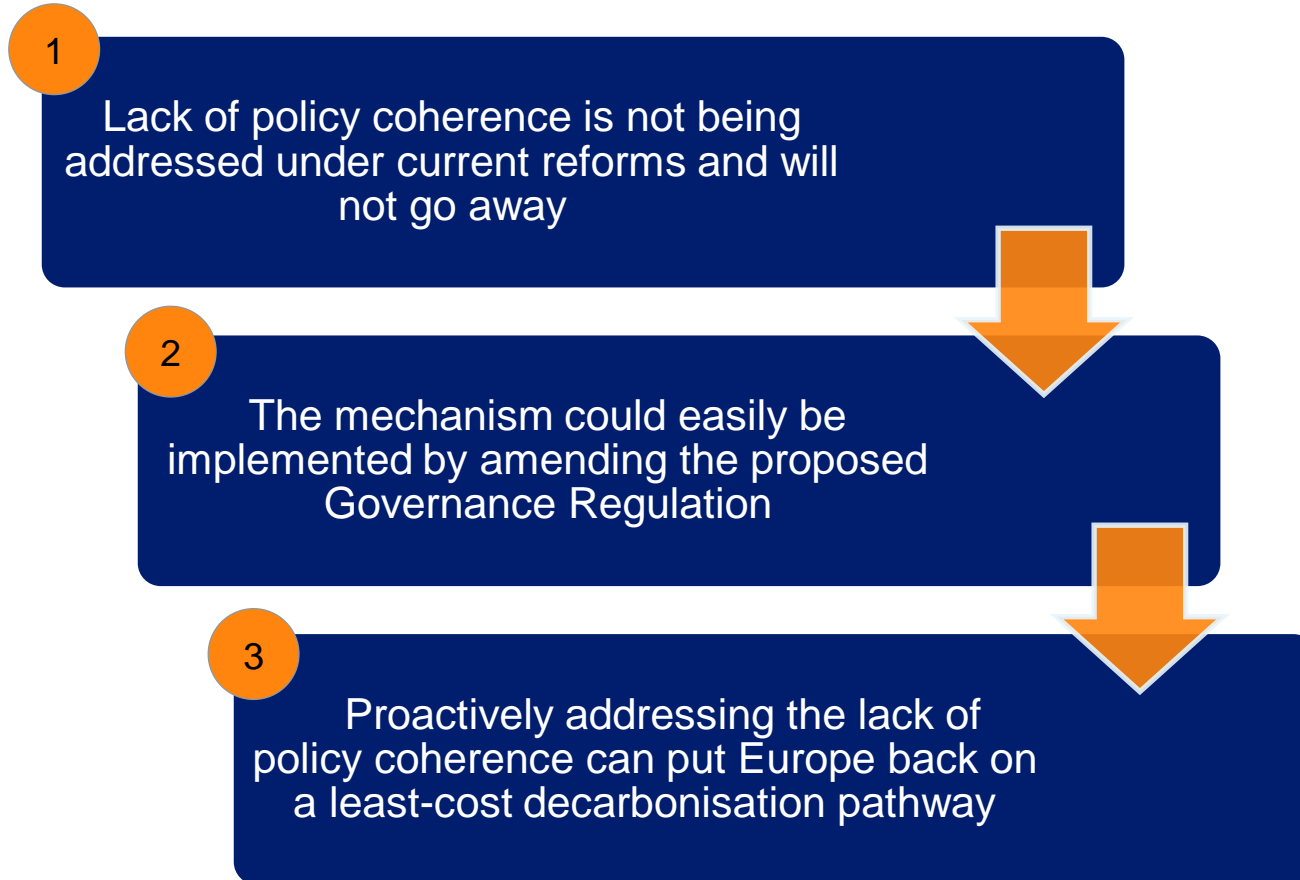 1
Lack of policy coherence is not being
addressed under current reforms and will
not go away
2
The mechanism could easily be
implemented by amending the proposed
Governance Regulation
3
Proactively addressing the lack of
policy coherence can put Europe back on
a least-cost decarbonisation pathway